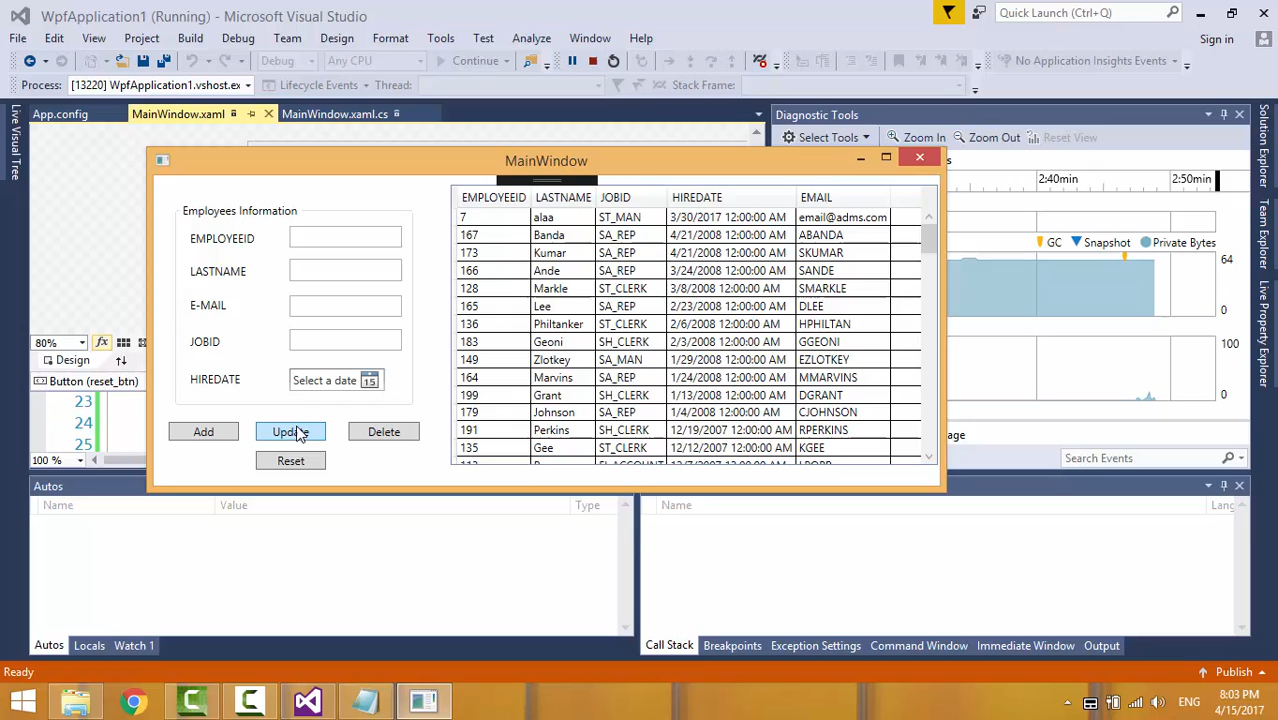 WpfApplication1 (Running) - Microsoft Visual Studio
Quick Launch (Ctrl+Q)
File Edit View Project Build Debug Team Design Format Tools Test Analyze Window Help
Sign in
Debug Any CPU Continue No Application Insights Events
Process: [13220] WpfApplication1.vshost.ex Lifecycle Events Thread: Stack Frame:
App.config MainWindow.xaml MainWindow.xaml.cs
Diagnostic Tools
Live Visual Tree
Select Tools Zoom In Zoom Out Reset View
MainWindow
2:40min 2:50min
GC Snapshot Private Bytes
64
0
100
0
Solution Explorer
Live Property Explorer
Employees Information
EMPLOYEEID
LASTNAME
E-MAIL
JOBID
HIREDATE Select a date 15
Add Update Delete
Reset
EMPLOYEEID LASTNAME JOBID HIREDATE EMAIL
7 alaa ST_MAN 3/30/2017 12:00:00 AM email@adms.com
167 Banda SA_REP 4/21/2008 12:00:00 AM ABANDA
173 Kumar SA_REP 4/21/2008 12:00:00 AM SKUMAR
166 Ande SA_REP 3/24/2008 12:00:00 AM SANDE
128 Markle ST_CLERK 3/8/2008 12:00:00 AM SMARKLE
165 Lee SA_REP 2/23/2008 12:00:00 AM DLEE
136 Philtanker ST_CLERK 2/6/2008 12:00:00 AM HPHILTAN
183 Geoni SH_CLERK 2/3/2008 12:00:00 AM GGEONI
149 Zlotkey SA_MAN 1/29/2008 12:00:00 AM EZLOTKEY
164 Marvins SA_REP 1/24/2008 12:00:00 AM MMARVINS
199 Grant SH_CLERK 1/13/2008 12:00:00 AM DGRANT
179 Johnson SA_REP 1/4/2008 12:00:00 AM CJOHNSON
191 Perkins SH_CLERK 12/19/2007 12:00:00 AM RPERKINS
135 Gee ST_CLERK 12/12/2007 12:00:00 AM KGEE
80%
Design
Button (reset_btn)
23
24
25
100 %
Search Events
Autos
Name Value Type
Name Lang
Autos Locals Watch 1
Call Stack Breakpoints Exception Settings Command Window Immediate Window Output
Ready
Publish
ENG
8:03 PM
4/15/2017